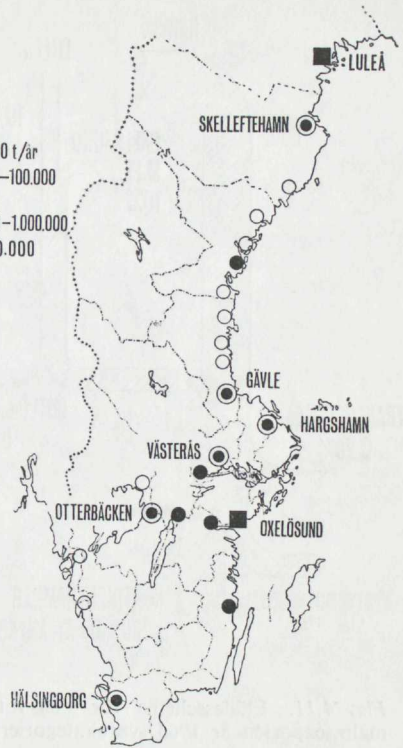 LULEÅ
SKELLEFTEHAMN
0 t/år
–100.000
–1.000.000
0.000
GÄVLE
HARGSHAMN
VÄSTERÅS
OTTERBÄCKEN
OXELÖSUND
HÄLSINGBORG